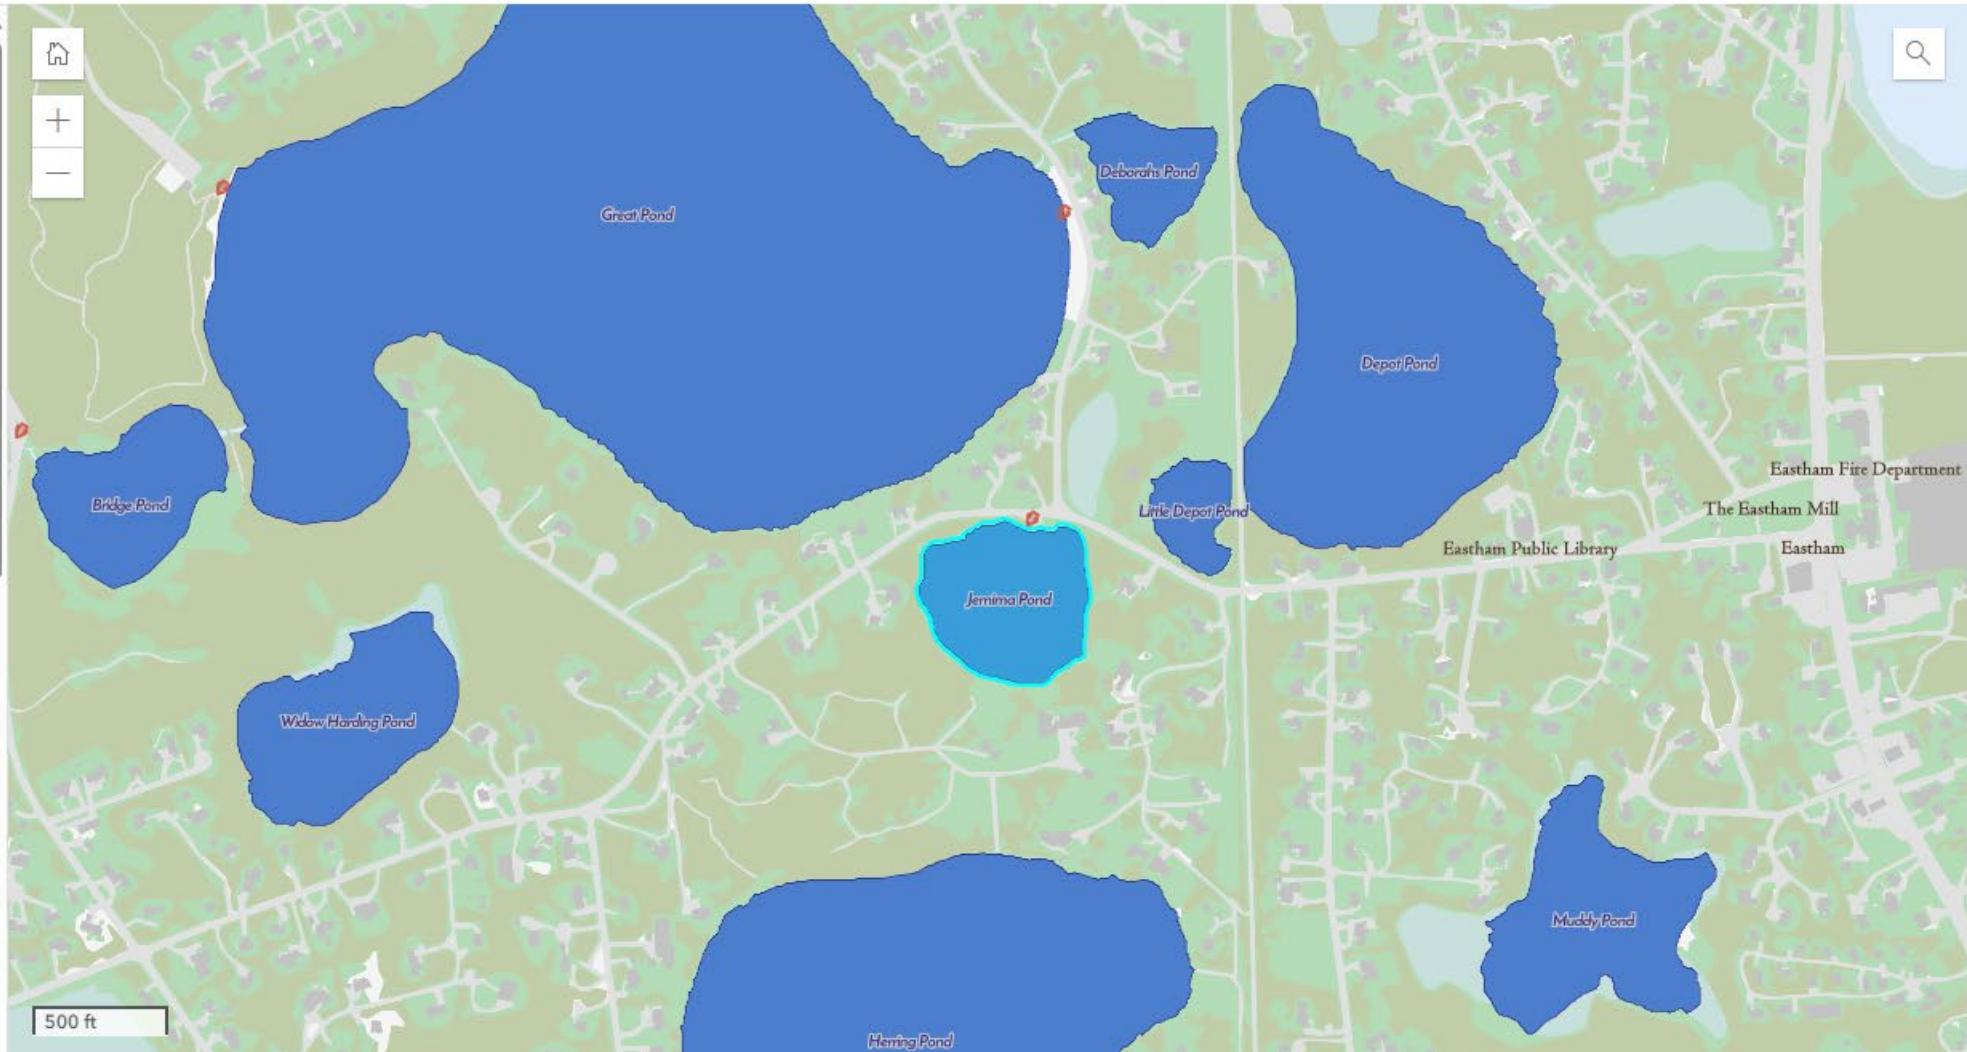 Deborahs Pond
Great Pond
Depot Pond
Eastham Fire Department
Bridge Pond
The Eastham Mill
Little Depot Pond
Eastham Public Library
Eastham
Jemima Pond
Widow Harding Pond
Muddy Pond
500 ft
Herring Pond